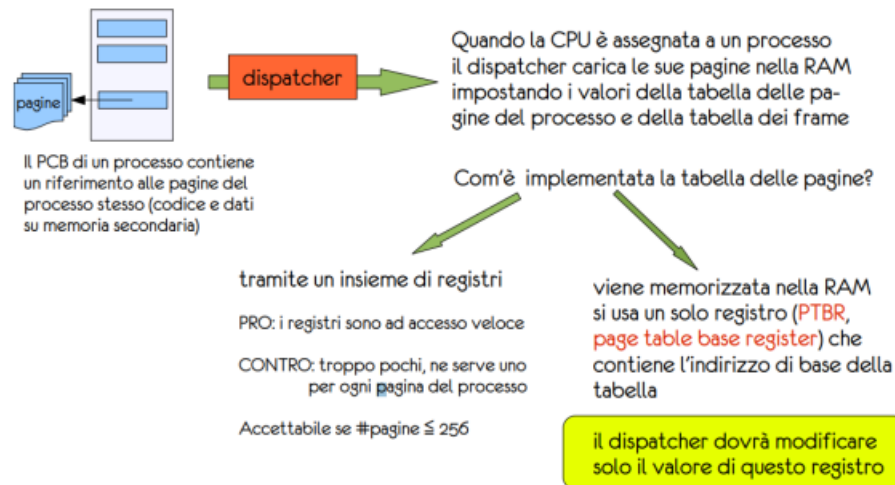 pagine
Il PCB di un processo contiene
un riferimento alle pagine del
processo stesso (codice e dati
su memoria secondaria)
dispatcher
Quando la CPU è assegnata a un processo
il dispatcher carica le sue pagine nella RAM
impostando i valori della tabella delle pa-
gine del processo e della tabella dei frame
Com'è implementata la tabella delle pagine?
tramite un insieme di registri
PRO: i registri sono ad accesso veloce
CONTRO: troppo pochi, ne serve uno
per ogni pagina del processo
Accettabile se #pagine ≦ 256
viene memorizzata nella RAM
si usa un solo registro (PTBR,
page table base register) che
contiene l'indirizzo di base della
tabella
il dispatcher dovrà modificare
solo il valore di questo registro